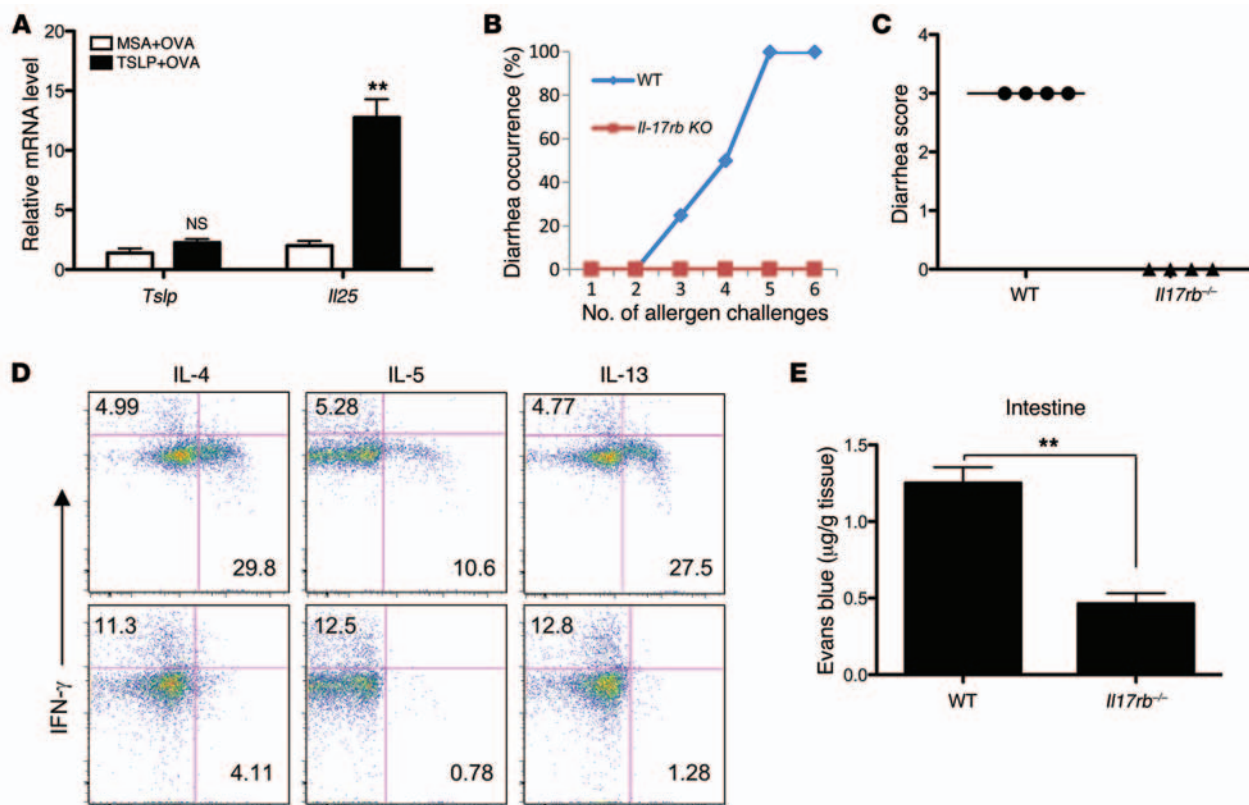 A
MSA+OVA
TSLP+OVA
Relative mRNA level
20
15
10
5
0
NS
**
Tslp
Il25
B
Diarrhea occurrence (%)
100
80
60
40
20
0
WT
Il-17rb KO
1 2 3 4 5 6
No. of allergen challenges
C
Diarrhea score
4
3
2
1
0
WT
Il17rb–/–
D
IL-4
IL-5
IL-13
4.99
29.8
5.28
10.6
4.77
27.5
11.3
4.11
12.5
0.78
12.8
1.28
IFN-γ
E
Intestine
Evans blue (μg/g tissue)
1.5
1.0
0.5
0.0
**
WT
Il17rb–/–